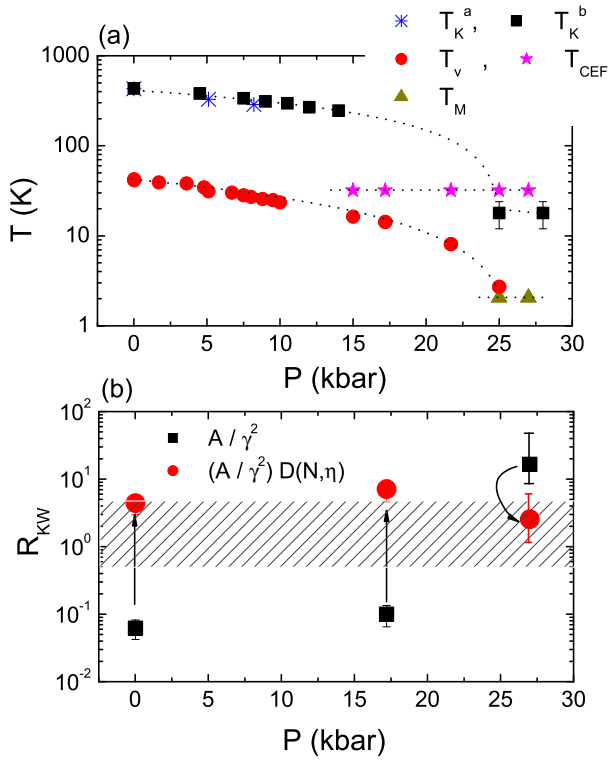 (a)
T_K^a, T_K^b
T_v , T_CEF
T_M
1000
100
10
1
T (K)
0 5 10 15 20 25 30
P (kbar)
(b)
A / γ^2
(A / γ^2) D(N,η)
10^2
10^1
10^0
10^-1
10^-2
R_KW
0 5 10 15 20 25 30
P (kbar)